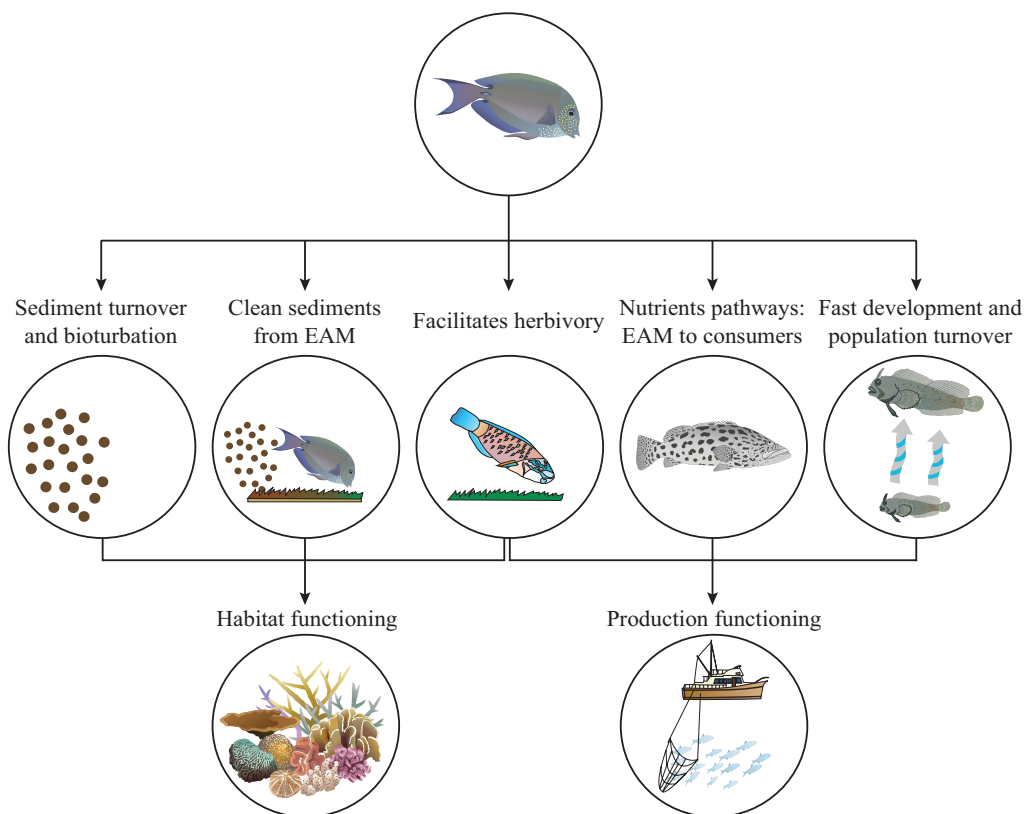 Sediment turnover
and bioturbation
Clean sediments
from EAM
Facilitates herbivory
Nutrients pathways:
EAM to consumers
Fast development and
population turnover
Habitat functioning
Production functioning